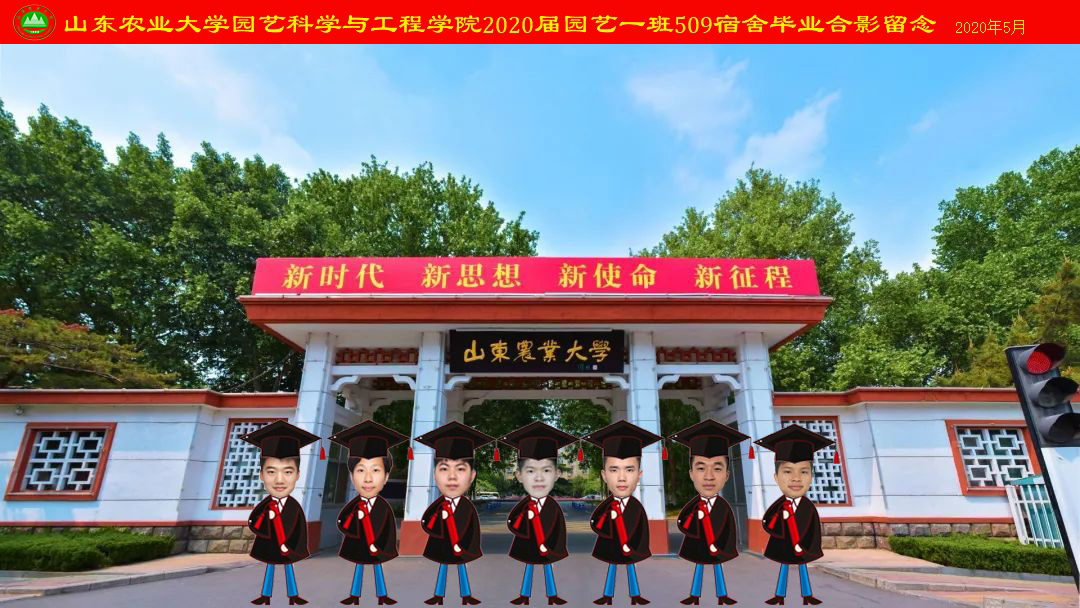 山东农业大学园艺科学与工程学院2020届园艺一班509宿舍毕业合影留念 2020年5月
新时代 新思想 新使命 新征程
山東農業大學